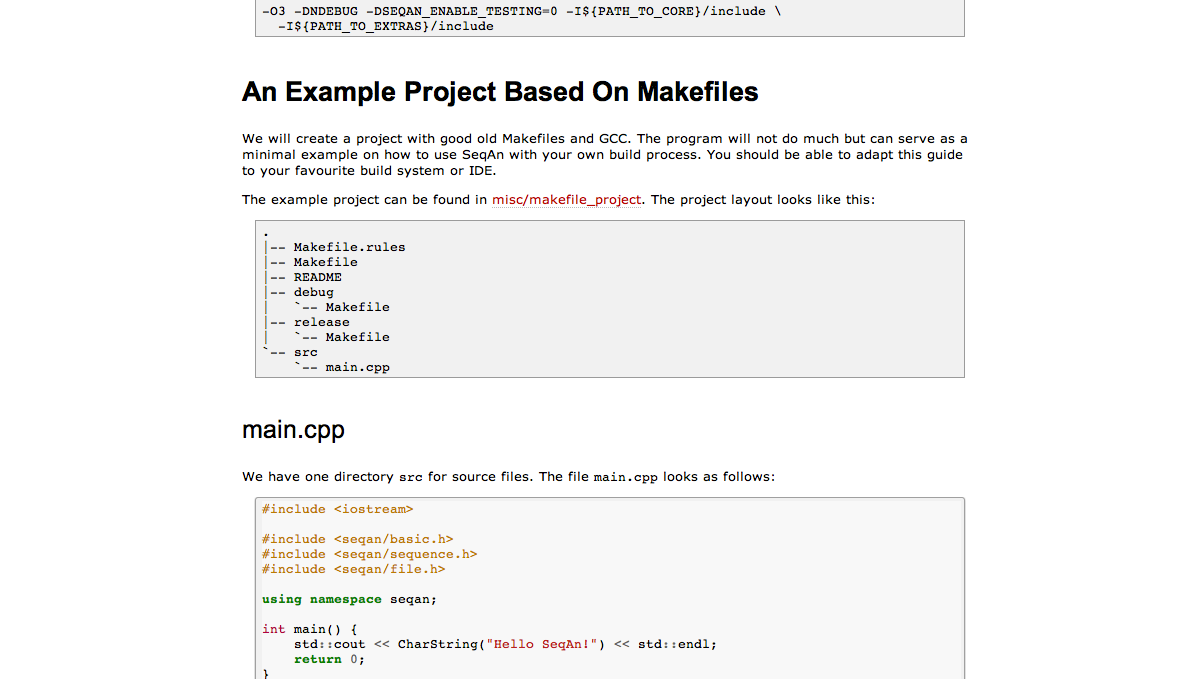 -O3 -DNDEBUG -DSEQAN_ENABLE_TESTING=0 -I${PATH_TO_CORE}/include \
  -I${PATH_TO_EXTRAS}/include
An Example Project Based On Makefiles
We will create a project with good old Makefiles and GCC. The program will not do much but can serve as a
minimal example on how to use SeqAn with your own build process. You should be able to adapt this guide
to your favourite build system or IDE.
The example project can be found in misc/makefile_project. The project layout looks like this:
.
|-- Makefile.rules
|-- Makefile
|-- README
|-- debug
|   `-- Makefile
|-- release
|   `-- Makefile
`-- src
    `-- main.cpp
main.cpp
We have one directory src for source files. The file main.cpp looks as follows:
#include <iostream>
#include <seqan/basic.h>
#include <seqan/sequence.h>
#include <seqan/file.h>
using namespace seqan;
int main() {
    std::cout << CharString("Hello SeqAn!") << std::endl;
    return 0;
}